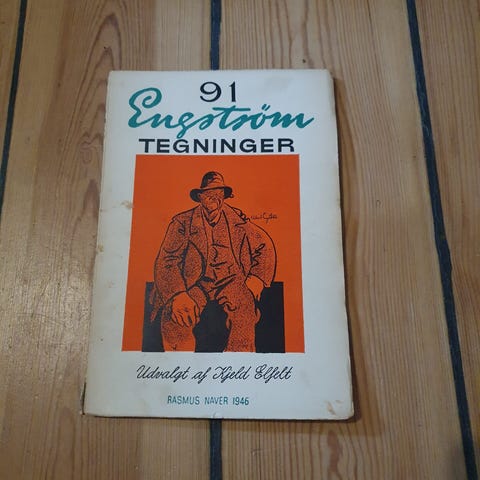 91
Engström
TEGNINGER
Udvalgt af Kjeld Elfelt
RASMUS NAVER 1946